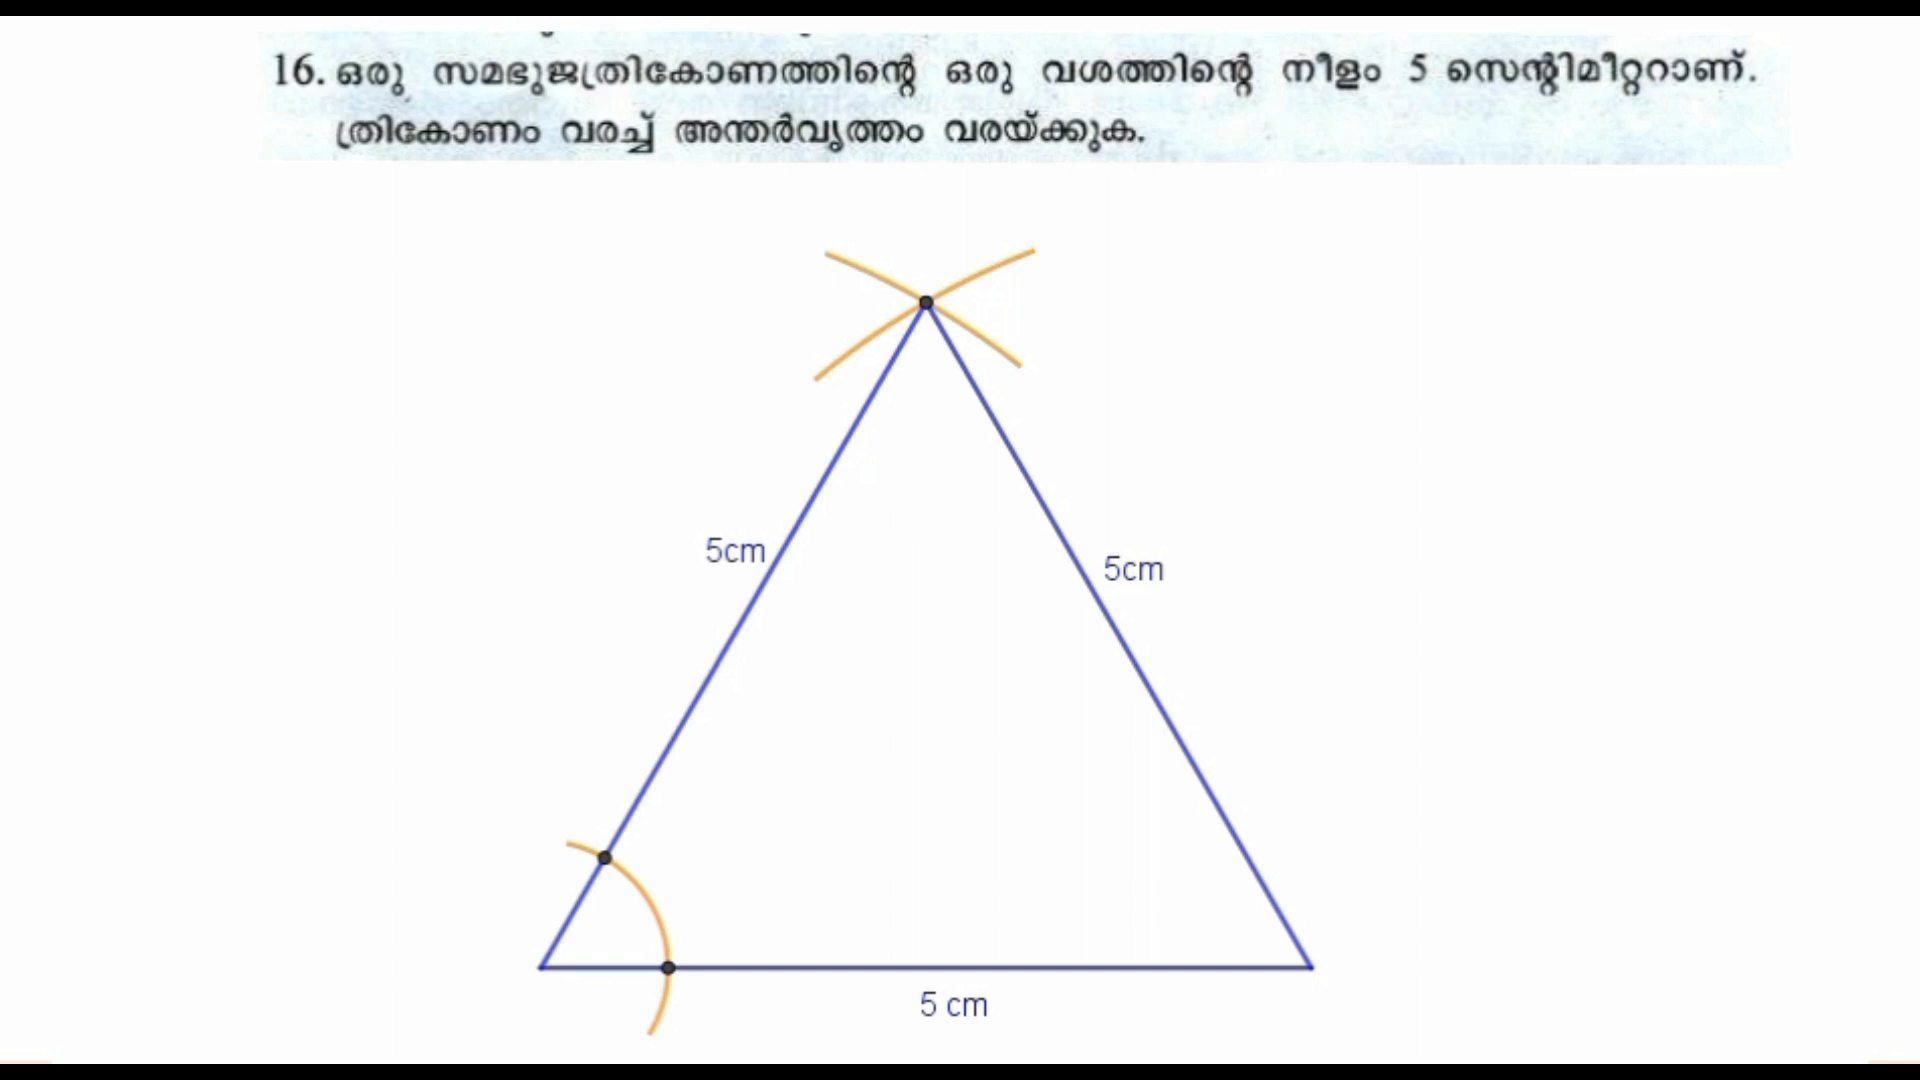 16. ഒരു സമഭുജത്രികോണത്തിന്റെ ഒരു വശത്തിന്റെ നീളം 5 സെന്റിമീറ്ററാണ്.
ത്രികോണം വരച്ച് അന്തർവൃത്തം വരയ്ക്കുക.
5cm
5cm
5 cm